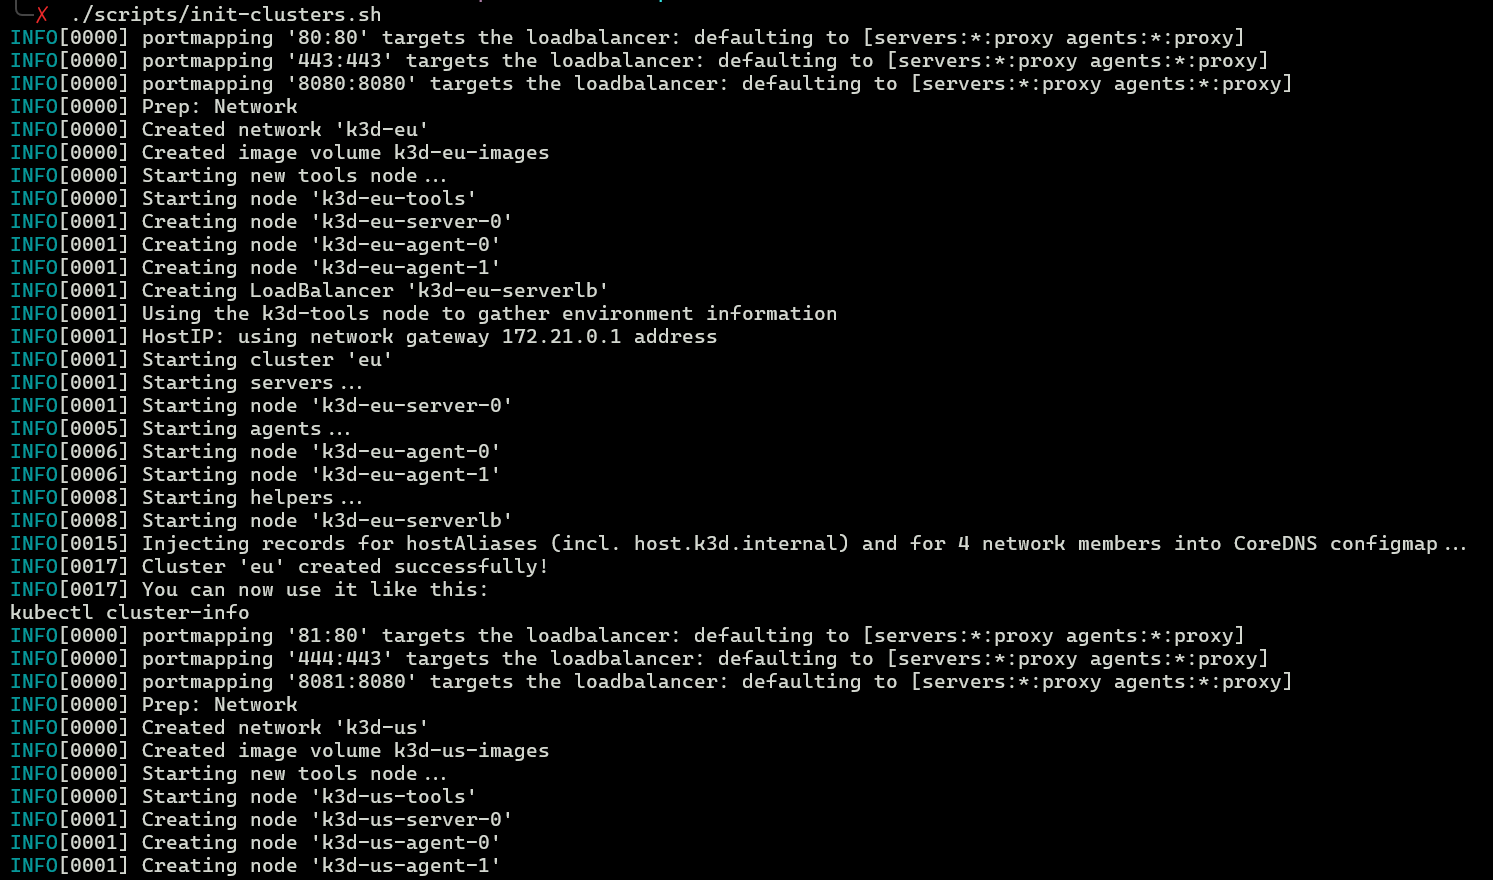 ╰─✗ ./scripts/init-clusters.sh
INFO[0000] portmapping '80:80' targets the loadbalancer: defaulting to [servers:*:proxy agents:*:proxy]
INFO[0000] portmapping '443:443' targets the loadbalancer: defaulting to [servers:*:proxy agents:*:proxy]
INFO[0000] portmapping '8080:8080' targets the loadbalancer: defaulting to [servers:*:proxy agents:*:proxy]
INFO[0000] Prep: Network
INFO[0000] Created network 'k3d-eu'
INFO[0000] Created image volume k3d-eu-images
INFO[0000] Starting new tools node...
INFO[0000] Starting node 'k3d-eu-tools'
INFO[0001] Creating node 'k3d-eu-server-0'
INFO[0001] Creating node 'k3d-eu-agent-0'
INFO[0001] Creating node 'k3d-eu-agent-1'
INFO[0001] Creating LoadBalancer 'k3d-eu-serverlb'
INFO[0001] Using the k3d-tools node to gather environment information
INFO[0001] HostIP: using network gateway 172.21.0.1 address
INFO[0001] Starting cluster 'eu'
INFO[0001] Starting servers...
INFO[0001] Starting node 'k3d-eu-server-0'
INFO[0005] Starting agents...
INFO[0006] Starting node 'k3d-eu-agent-0'
INFO[0006] Starting node 'k3d-eu-agent-1'
INFO[0008] Starting helpers...
INFO[0008] Starting node 'k3d-eu-serverlb'
INFO[0015] Injecting records for hostAliases (incl. host.k3d.internal) and for 4 network members into CoreDNS configmap...
INFO[0017] Cluster 'eu' created successfully!
INFO[0017] You can now use it like this:
kubectl cluster-info
INFO[0000] portmapping '81:80' targets the loadbalancer: defaulting to [servers:*:proxy agents:*:proxy]
INFO[0000] portmapping '444:443' targets the loadbalancer: defaulting to [servers:*:proxy agents:*:proxy]
INFO[0000] portmapping '8081:8080' targets the loadbalancer: defaulting to [servers:*:proxy agents:*:proxy]
INFO[0000] Prep: Network
INFO[0000] Created network 'k3d-us'
INFO[0000] Created image volume k3d-us-images
INFO[0000] Starting new tools node...
INFO[0000] Starting node 'k3d-us-tools'
INFO[0001] Creating node 'k3d-us-server-0'
INFO[0001] Creating node 'k3d-us-agent-0'
INFO[0001] Creating node 'k3d-us-agent-1'